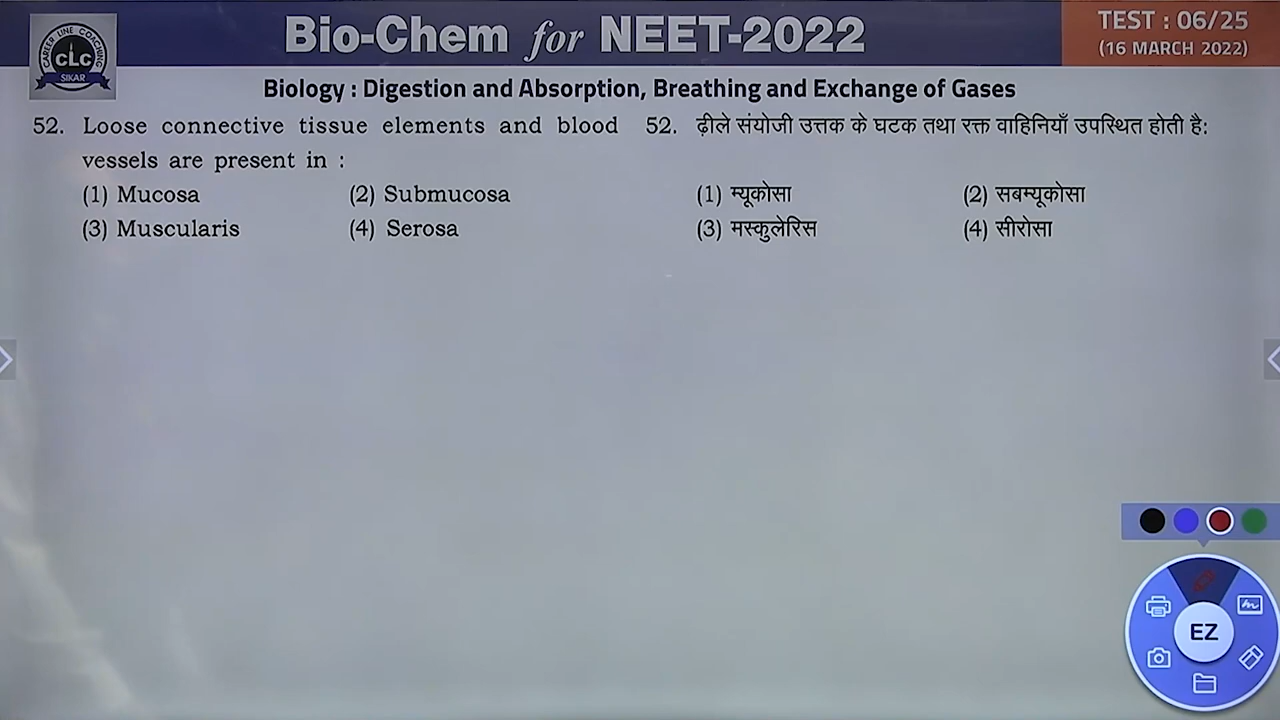 Bio-Chem for NEET-2022
TEST : 06/25
(16 MARCH 2022)
CAREER LINE COACHING
CLC
SIKAR
Biology : Digestion and Absorption, Breathing and Exchange of Gases
52. Loose connective tissue elements and blood
vessels are present in :
(1) Mucosa (2) Submucosa
(3) Muscularis (4) Serosa
52. ढ़ीले संयोजी उत्तक के घटक तथा रक्त वाहिनियाँ उपस्थित होती है:
(1) म्यूकोसा (2) सबम्यूकोसा
(3) मस्कुलेरिस (4) सीरोसा
EZ